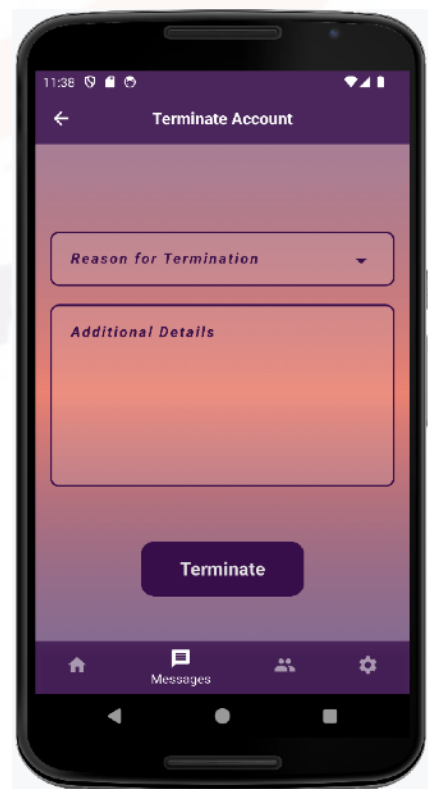 11:38
Terminate Account
Reason for Termination
Additional Details
Terminate
Messages